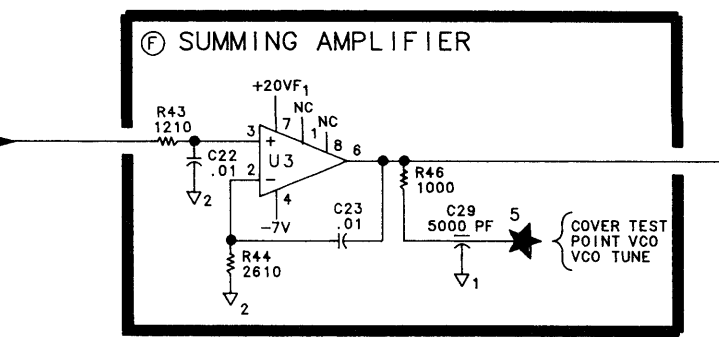 F SUMMING AMPLIFIER
+20VF1
NC
NC
R43
1210
3
7
1
8
6
+
U3
C22
.01
2
−
4
2
−7V
C23
.01
R46
1000
C29
5000 PF
5
R44
2610
2
1
COVER TEST
POINT VCO
VCO TUNE